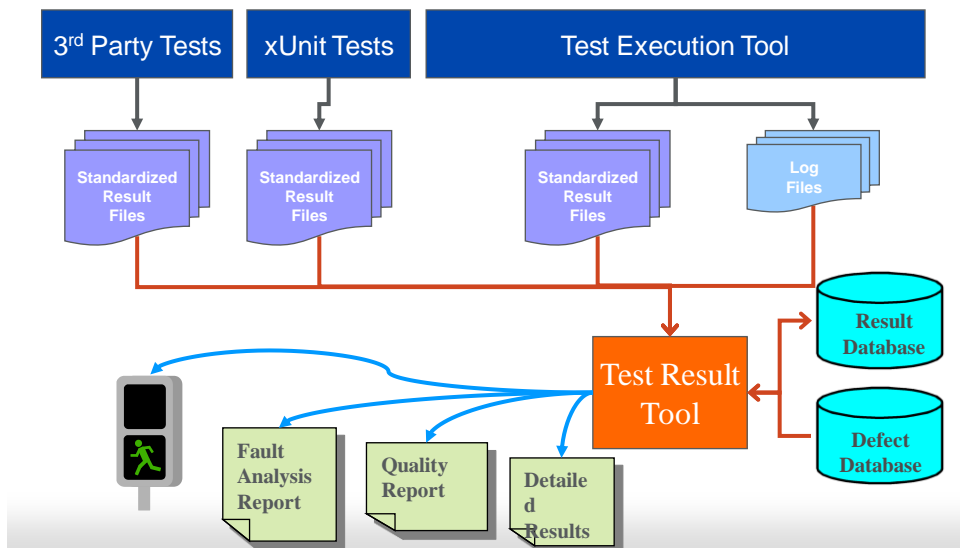 3rd Party Tests
xUnit Tests
Test Execution Tool
Standardized
Result
Files
Standardized
Result
Files
Standardized
Result
Files
Log
Files
Result
Database
Test Result
Tool
Defect
Database
Fault
Analysis
Report
Quality
Report
Detaile
d
Results